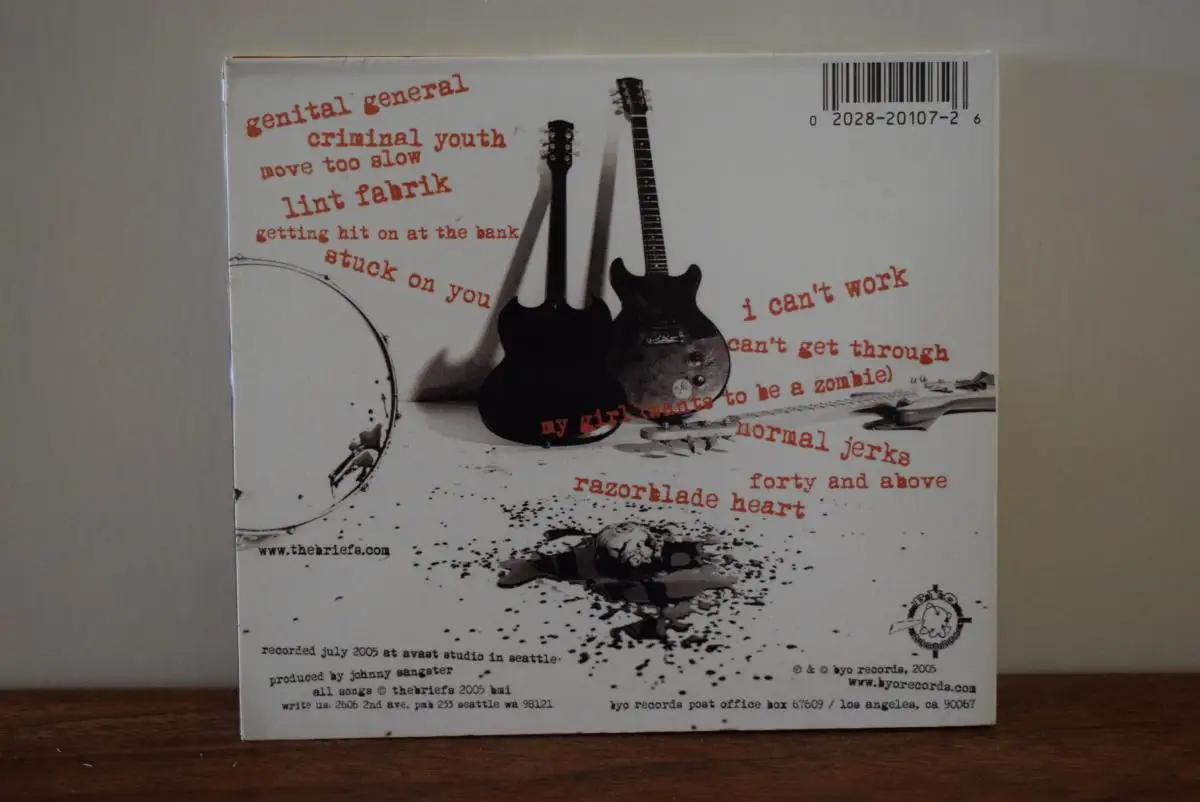 genital general
criminal youth
move too slow
lint fabrik
getting hit on at the bank
stuck on you
0 2028-20107-2 6
i can't work
can't get through
my girl (wants to be a zombie)
normal jerks
forty and above
razorblade heart
www.thebriefs.com
recorded july 2005 at avast studio in seattle.
produced by johnny sangster
all songs © thebriefs 2005 bmi
write us: 2606 2nd ave. pmb 233 seattle wa 98121
℗ & © byo records, 2005
www.byorecords.com
byo records post office box 67609 / los angeles, ca 90067